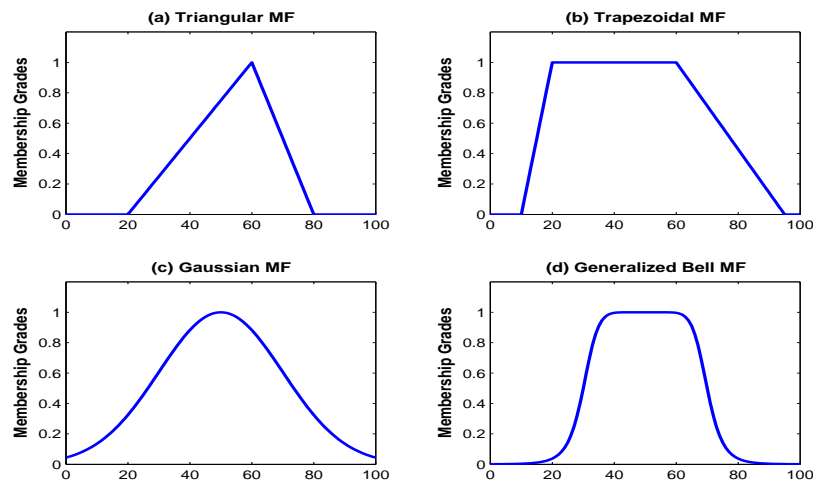 (a) Triangular MF
Membership Grades
1
0.8
0.6
0.4
0.2
0
0 20 40 60 80 100
(b) Trapezoidal MF
Membership Grades
1
0.8
0.6
0.4
0.2
0
0 20 40 60 80 100
(c) Gaussian MF
Membership Grades
1
0.8
0.6
0.4
0.2
0
0 20 40 60 80 100
(d) Generalized Bell MF
Membership Grades
1
0.8
0.6
0.4
0.2
0
0 20 40 60 80 100